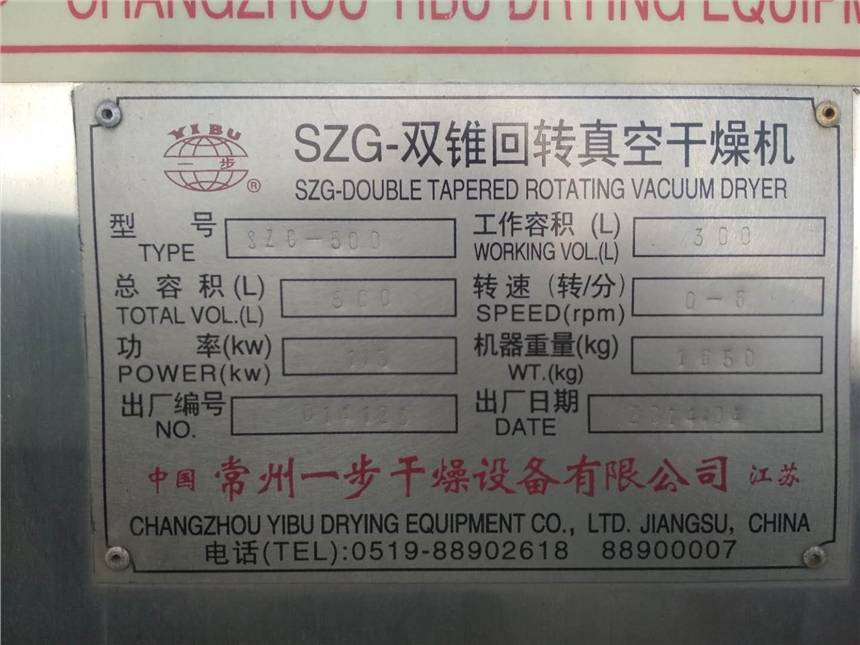 CHANGZHOU YIBU DRYING EQUIPM
YIBU
一步
®
SZG-双锥回转真空干燥机
SZG-DOUBLE TAPERED ROTATING VACUUM DRYER
型 号 SZG-500 工作容积 (L) 300
TYPE WORKING VOL.(L)
总 容 积 (L) 500 转 速 (转/分) 0-6
TOTAL VOL.(L) SPEED(rpm)
功 率(kw) 机器重量(kg) 1650
POWER(kw) WT.(kg)
出厂编号 出厂日期
NO. DATE
中国 常州一步干燥设备有限公司 江苏
CHANGZHOU YIBU DRYING EQUIPMENT CO., LTD. JIANGSU, CHINA
电话(TEL):0519-88902618 88900007